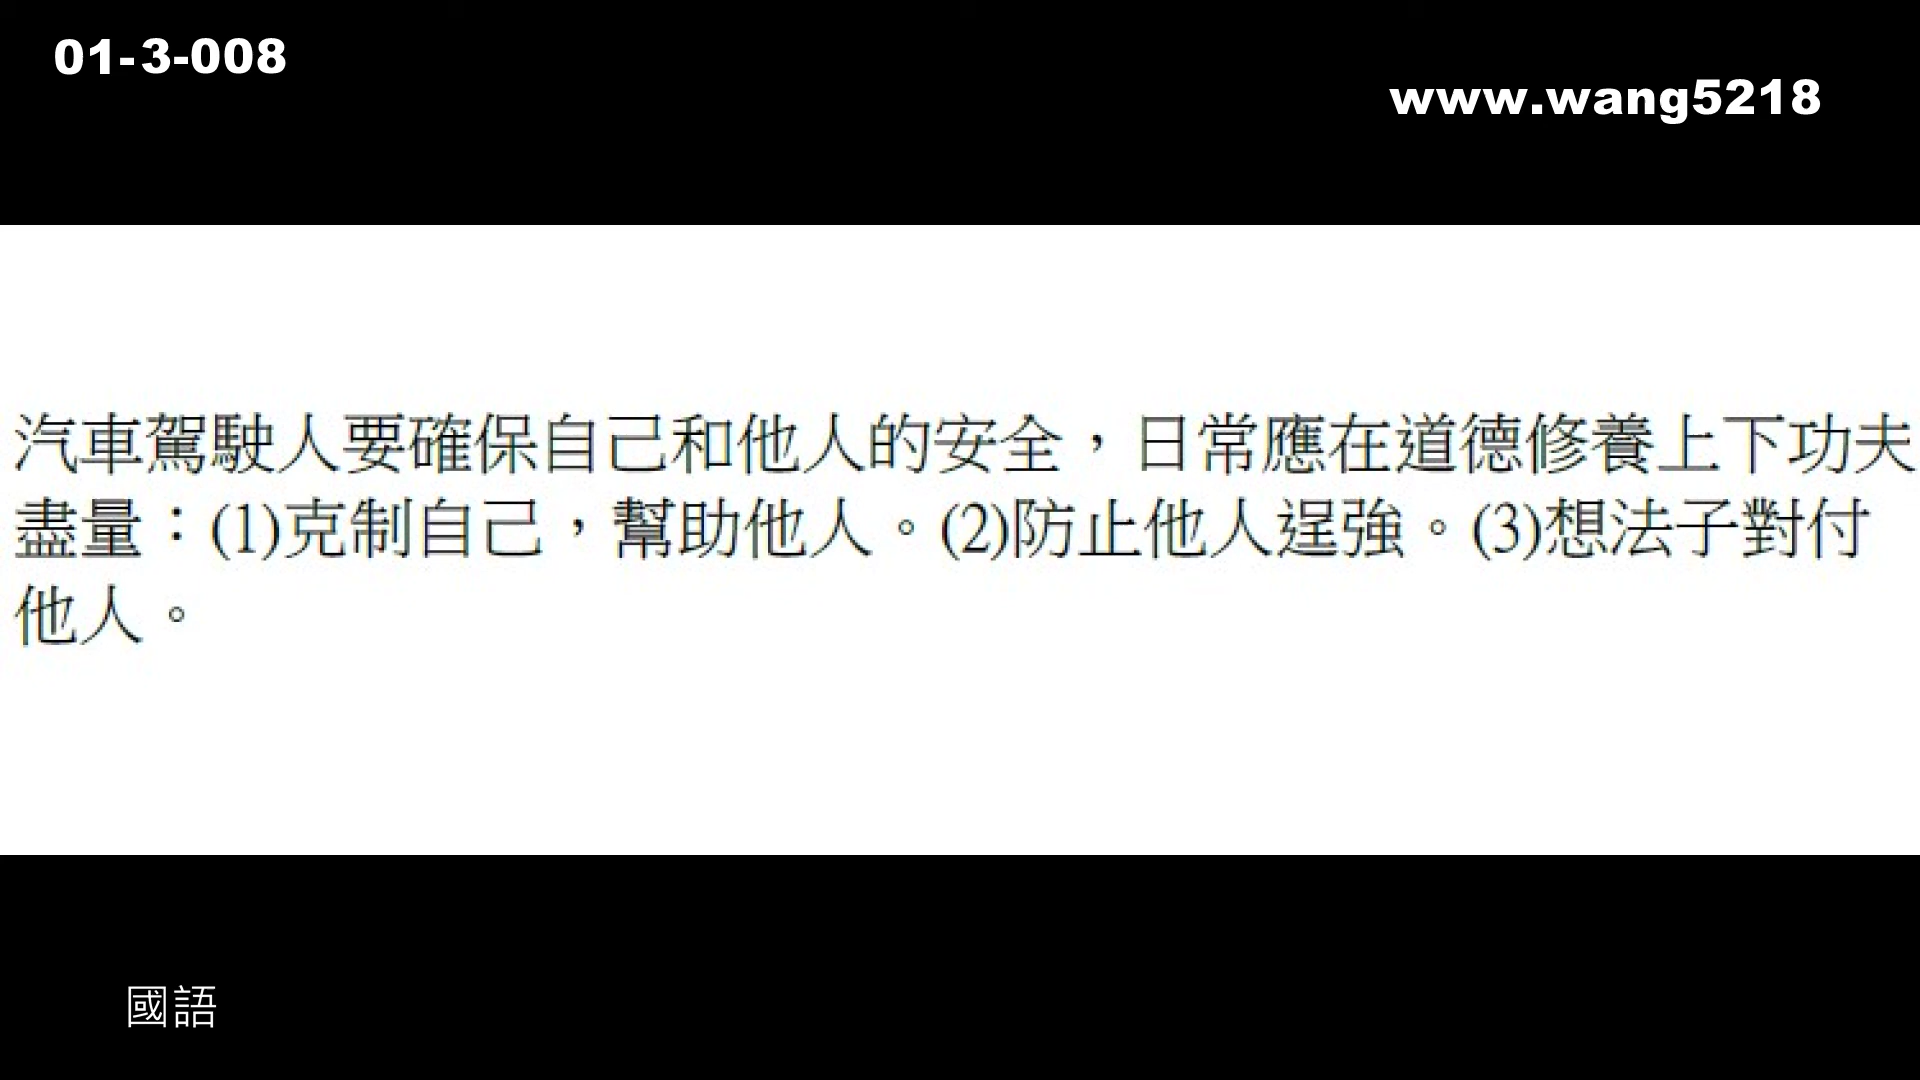 01-3-008
www.wang5218
汽車駕駛人要確保自己和他人的安全，日常應在道德修養上下功夫
盡量：(1)克制自己，幫助他人。(2)防止他人逞強。(3)想法子對付
他人。
國語